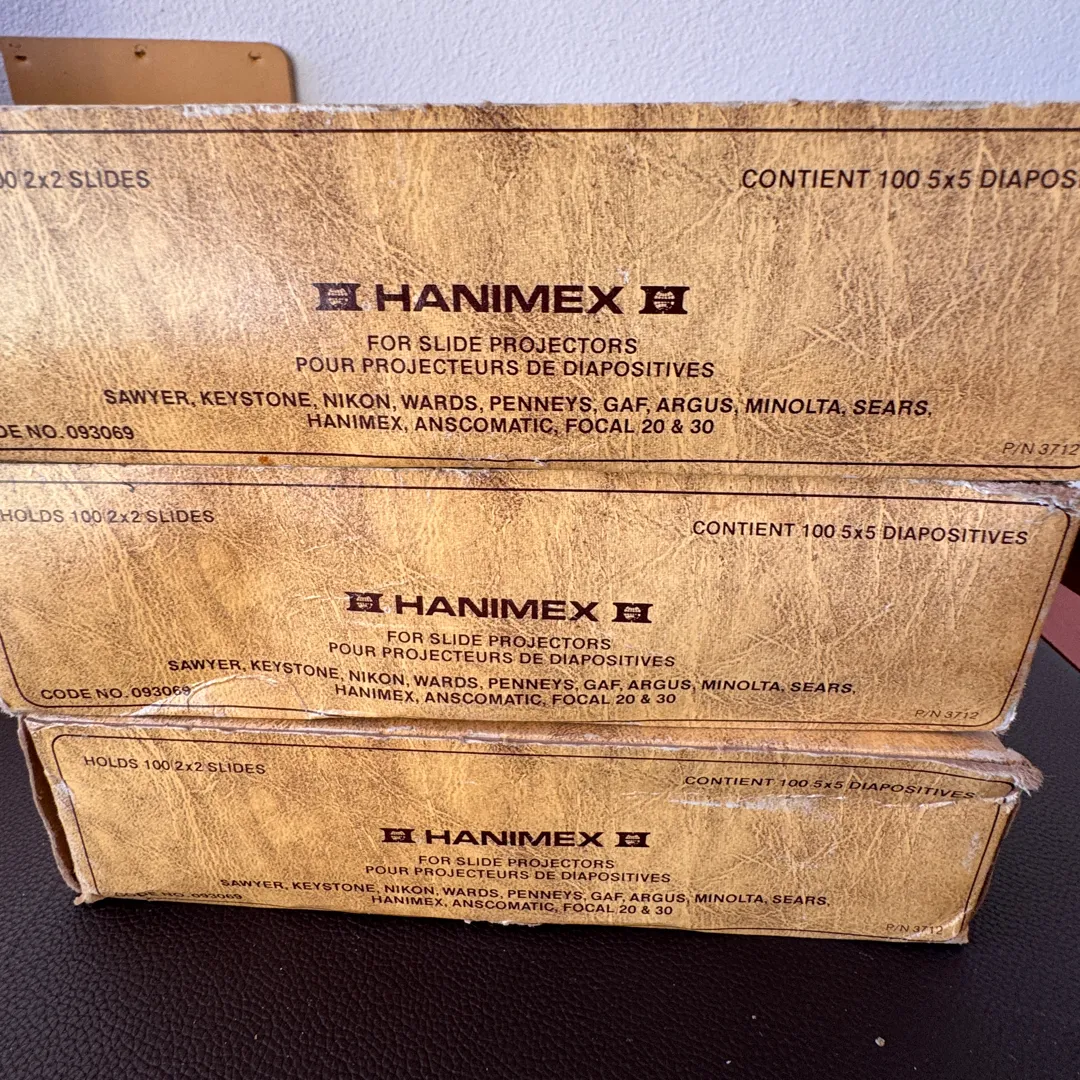 00 2x2 SLIDES
CONTIENT 100 5x5 DIAPOS
HANIMEX
FOR SLIDE PROJECTORS
POUR PROJECTEURS DE DIAPOSITIVES
SAWYER, KEYSTONE, NIKON, WARDS, PENNEYS, GAF, ARGUS, MINOLTA, SEARS,
HANIMEX, ANSCOMATIC, FOCAL 20 & 30
DE NO. 093069
P/N 3712
HOLDS 100 2x2 SLIDES
CONTIENT 100 5x5 DIAPOSITIVES
HANIMEX
FOR SLIDE PROJECTORS
POUR PROJECTEURS DE DIAPOSITIVES
SAWYER, KEYSTONE, NIKON, WARDS, PENNEYS, GAF, ARGUS, MINOLTA, SEARS,
HANIMEX, ANSCOMATIC, FOCAL 20 & 30
CODE NO. 093069
P/N 3712
HOLDS 100 2x2 SLIDES
CONTIENT 100 5x5 DIAPOSITIVES
HANIMEX
FOR SLIDE PROJECTORS
POUR PROJECTEURS DE DIAPOSITIVES
SAWYER, KEYSTONE, NIKON, WARDS, PENNEYS, GAF, ARGUS, MINOLTA, SEARS,
HANIMEX, ANSCOMATIC, FOCAL 20 & 30
CODE NO. 093069
P/N 3712